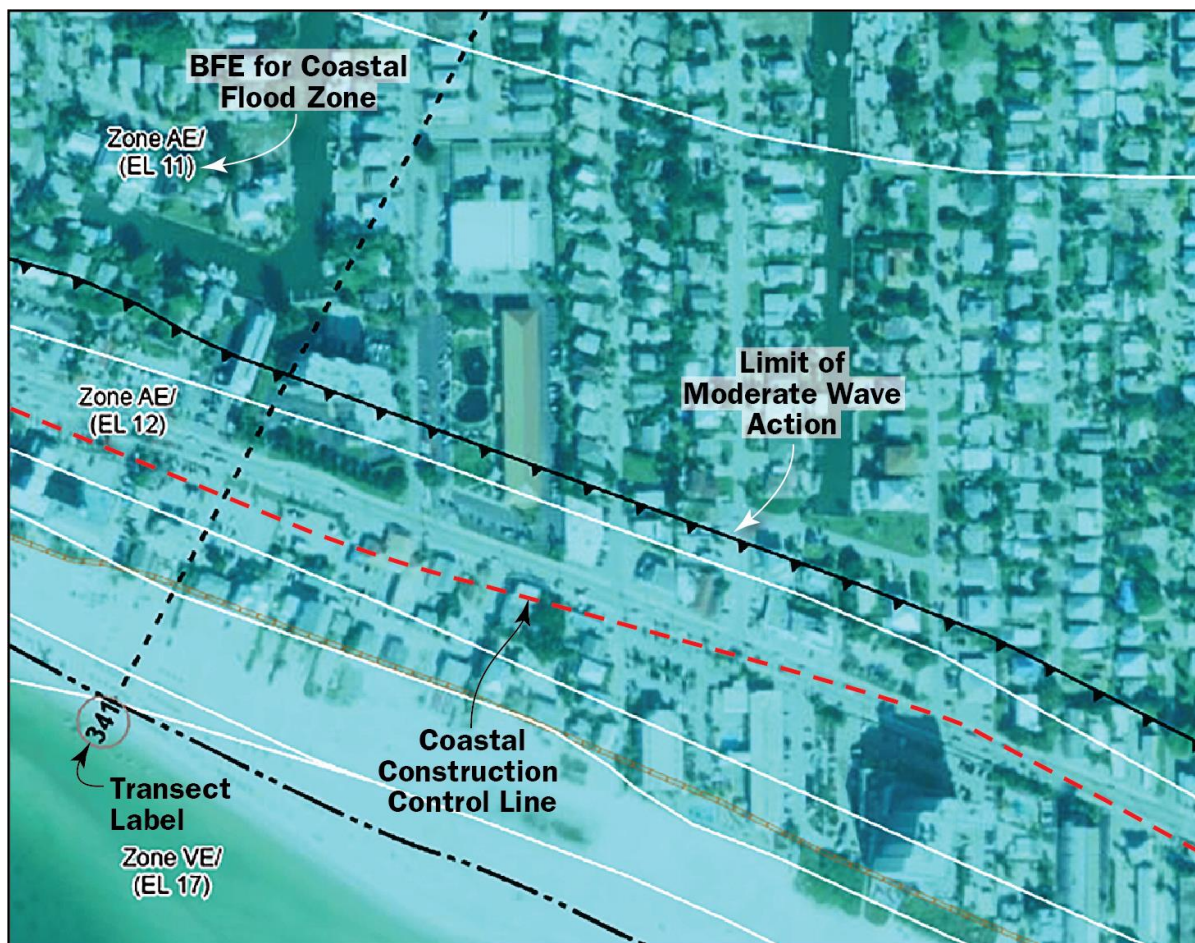 BFE for Coastal
Flood Zone
Zone AE/
(EL 11)
Zone AE/
(EL 12)
Limit of
Moderate Wave
Action
Coastal
Construction
Control Line
341
Transect
Label
Zone VE/
(EL 17)